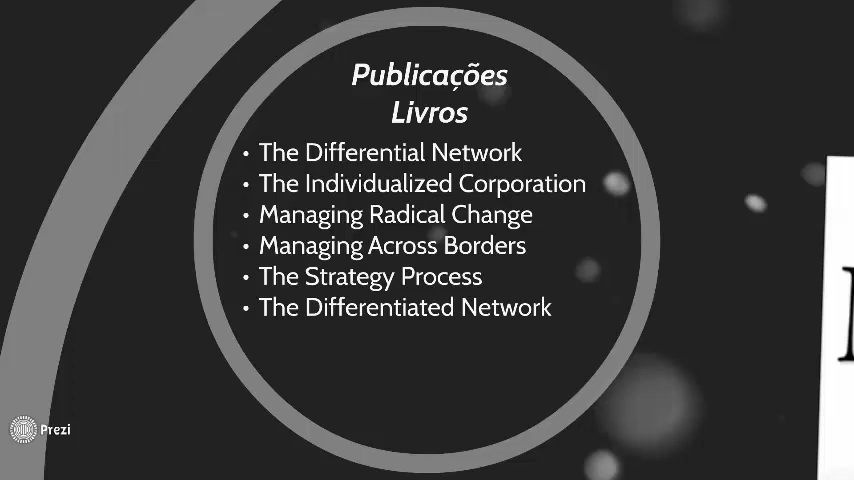 Publicações
Livros
• The Differential Network
• The Individualized Corporation
• Managing Radical Change
• Managing Across Borders
• The Strategy Process
• The Differentiated Network
Prezi